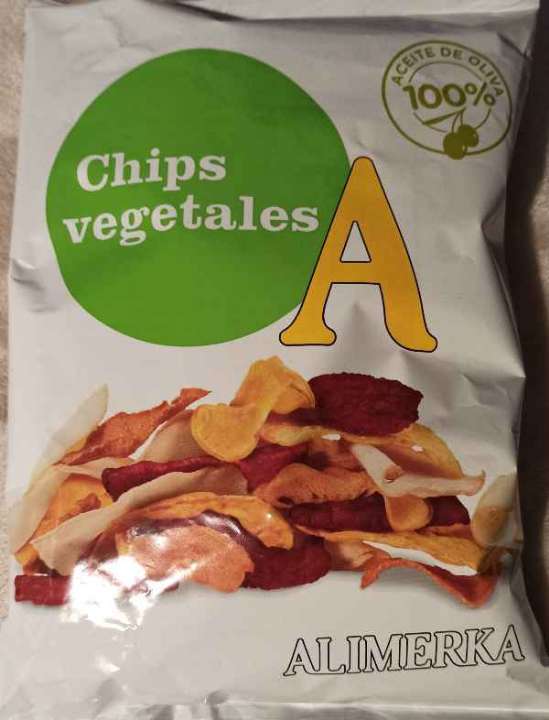 ACEITE DE OLIVA
100%
Chips
vegetales
A
ALIMERKA